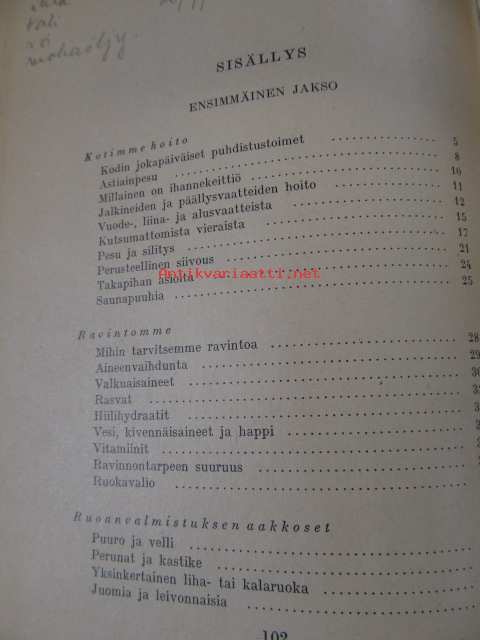 SISÄLLYS
ENSIMMÄINEN JAKSO
Kotimme hoito
Kodin jokapäiväiset puhdistustoimet 5
Astiainpesu 8
Millainen on ihannekeittiö 10
Jalkineiden ja päällysvaatteiden hoito 11
Vuode-, liina- ja alusvaatteista 12
Kutsumattomista vieraista 15
Pesu ja silitys 17
Perusteellinen siivous 21
Takapihan asioita 24
Antikvariaatti.net
Saunapuuhia 25
Ravintomme
Mihin tarvitsemme ravintoa 28
Aineenvaihdunta
Valkuaisaineet
Rasvat
Hiilihydraatit
Vesi, kivennäisaineet ja happi
Vitamiinit
Ravinnontarpeen suuruus
Ruokavalio
Ruoanvalmistuksen aakkoset
Puuro ja velli
Perunat ja kastike
Yksinkertainen liha- tai kalaruoka
Juomia ja leivonnaisia
102